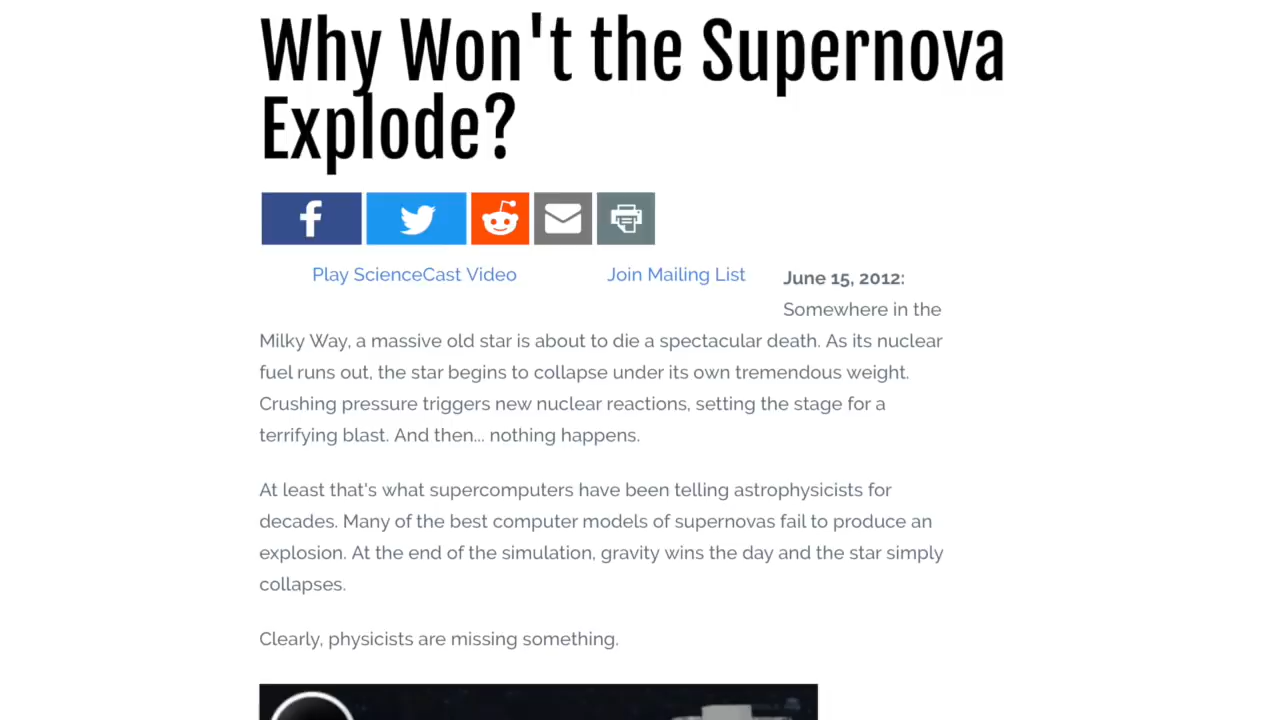 Why Won't the Supernova
Explode?
Play ScienceCast Video
Join Mailing List
June 15, 2012:
Somewhere in the
Milky Way, a massive old star is about to die a spectacular death. As its nuclear
fuel runs out, the star begins to collapse under its own tremendous weight.
Crushing pressure triggers new nuclear reactions, setting the stage for a
terrifying blast. And then... nothing happens.
At least that's what supercomputers have been telling astrophysicists for
decades. Many of the best computer models of supernovas fail to produce an
explosion. At the end of the simulation, gravity wins the day and the star simply
collapses.
Clearly, physicists are missing something.